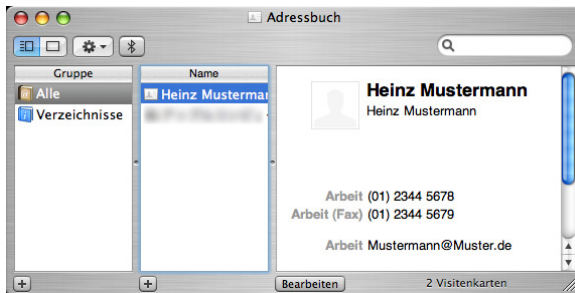 Adressbuch
Gruppe
Alle
Verzeichnisse
Name
Heinz Musterma
Heinz Mustermann
Heinz Mustermann
Arbeit (01) 2344 5678
Arbeit (Fax) (01) 2344 5679
Arbeit Mustermann@Muster.de
Bearbeiten
2 Visitenkarten